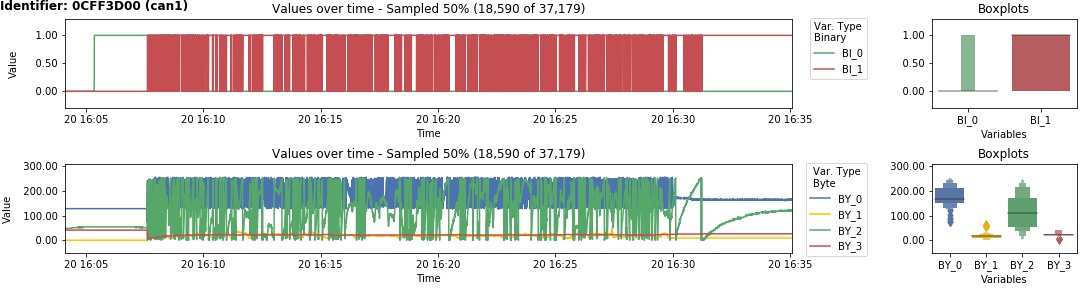 Identifier: 0CFF3D00 (can1)
Values over time - Sampled 50% (18,590 of 37,179)
Value
1.00
0.50
0.00
20 16:05
20 16:10
20 16:15
20 16:20
20 16:25
20 16:30
20 16:35
Time
Var. Type
Binary
BI_0
BI_1
Boxplots
1.00
0.50
0.00
BI_0
BI_1
Variables
Values over time - Sampled 50% (18,590 of 37,179)
Value
300.00
200.00
100.00
0.00
20 16:05
20 16:10
20 16:15
20 16:20
20 16:25
20 16:30
20 16:35
Time
Var. Type
Byte
BY_0
BY_1
BY_2
BY_3
Boxplots
300.00
200.00
100.00
0.00
BY_0
BY_1
BY_2
BY_3
Variables